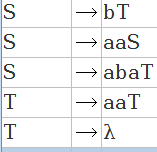 S → bT
S → aaS
S → abaT
T → aaT
T → λ